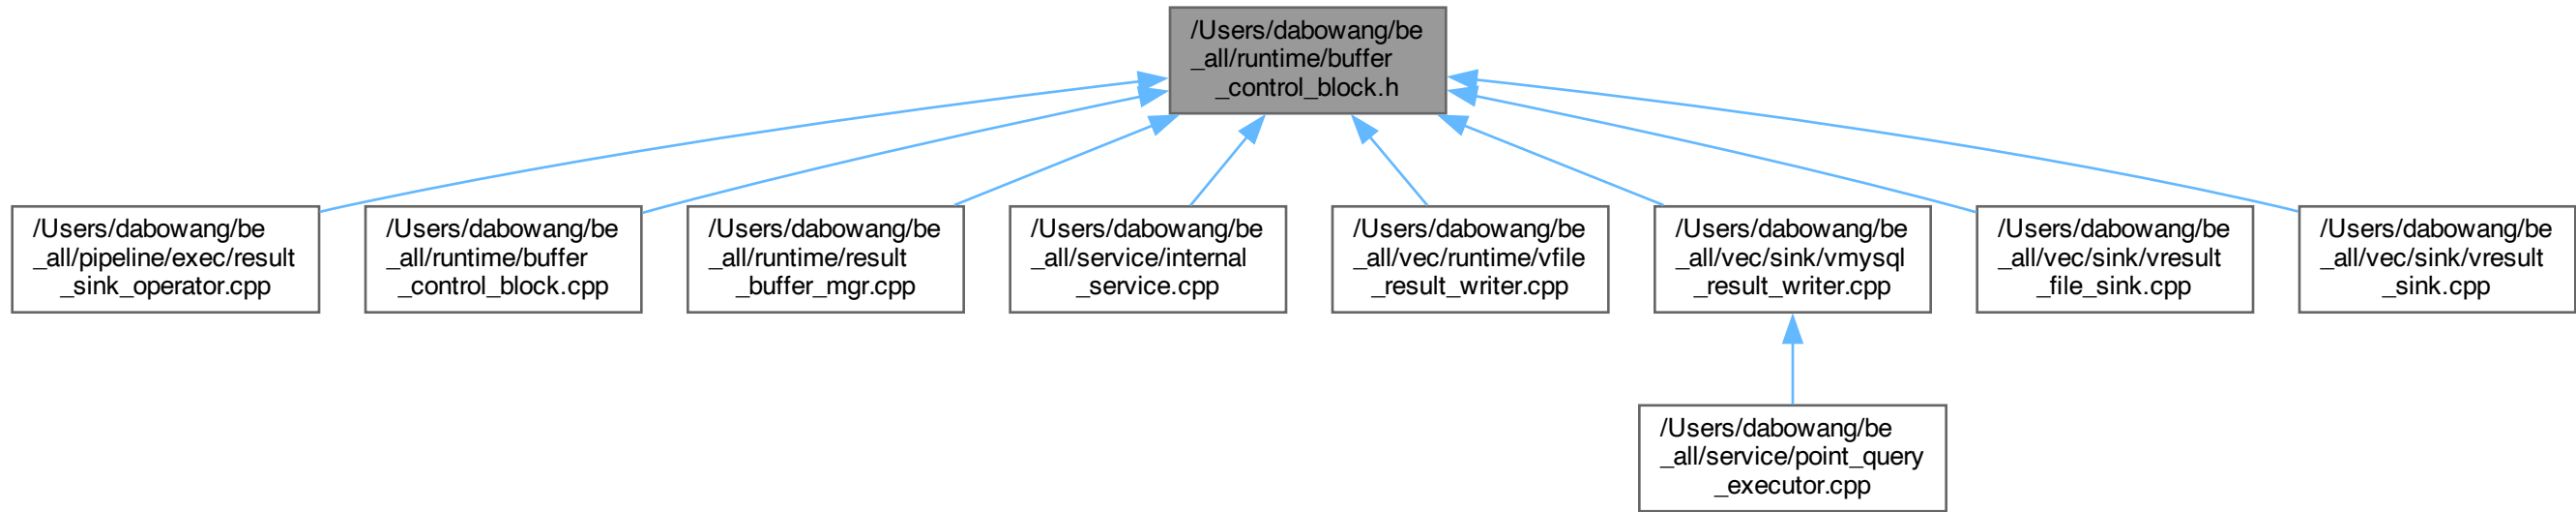 /Users/dabowang/be
_all/runtime/buffer
_control_block.h
/Users/dabowang/be
_all/pipeline/exec/result
_sink_operator.cpp
/Users/dabowang/be
_all/runtime/buffer
_control_block.cpp
/Users/dabowang/be
_all/runtime/result
_buffer_mgr.cpp
/Users/dabowang/be
_all/service/internal
_service.cpp
/Users/dabowang/be
_all/vec/runtime/vfile
_result_writer.cpp
/Users/dabowang/be
_all/vec/sink/vmysql
_result_writer.cpp
/Users/dabowang/be
_all/vec/sink/vresult
_file_sink.cpp
/Users/dabowang/be
_all/vec/sink/vresult
_sink.cpp
/Users/dabowang/be
_all/service/point_query
_executor.cpp